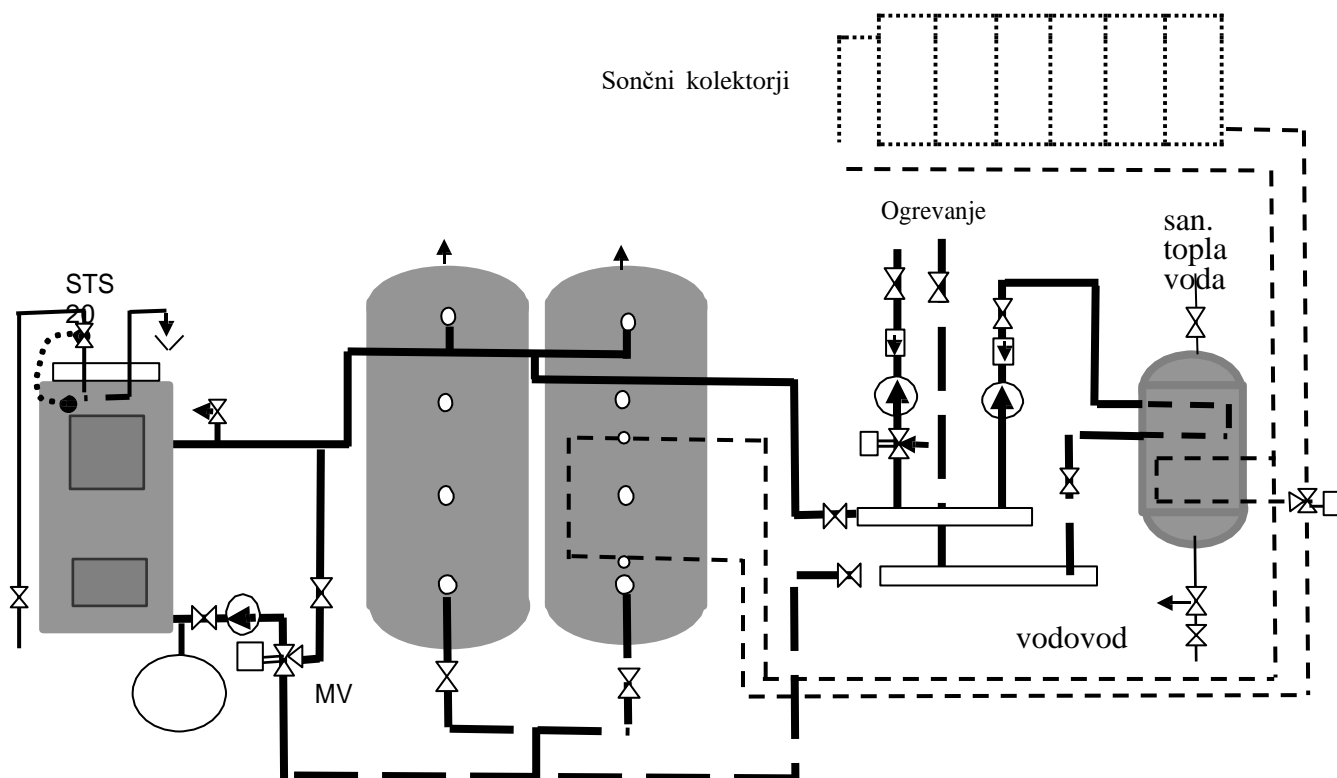 Sončni kolektorji
Ogrevanje
san.
topla
voda
STS
20
vodovod
MV